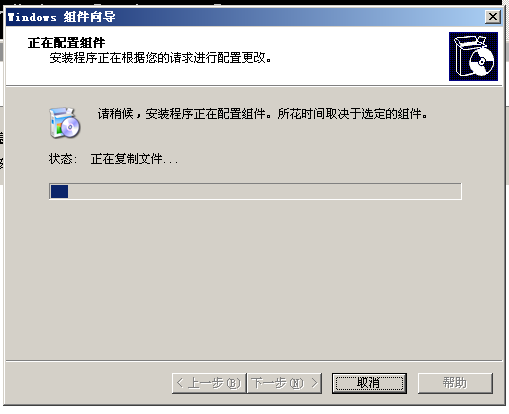 Windows 组件向导
正在配置组件
安装程序正在根据您的请求进行配置更改。
请稍候，安装程序正在配置组件。所花时间取决于选定的组件。
状态: 正在复制文件...
< 上一步(B) 下一步(N) > 取消 帮助